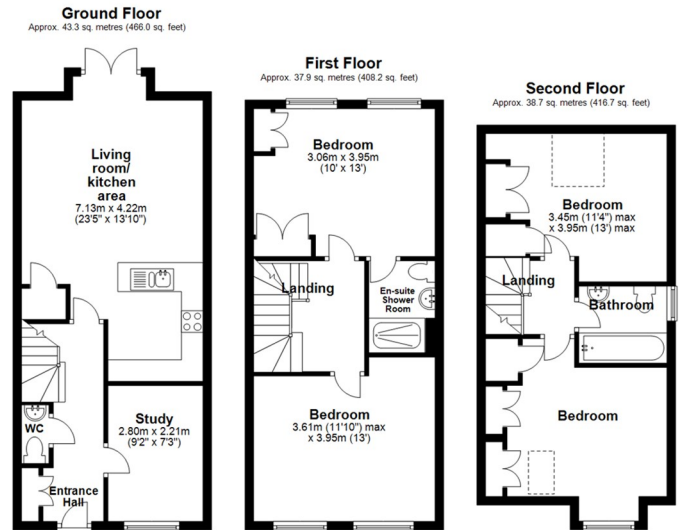 Ground Floor
Approx. 43.3 sq. metres (466.0 sq. feet)
Living
room/
kitchen
area
7.13m x 4.22m
(23'5" x 13'10")
WC
Study
2.80m x 2.21m
(9'2" x 7'3")
Entrance
Hall
First Floor
Approx. 37.9 sq. metres (408.2 sq. feet)
Bedroom
3.06m x 3.95m
(10' x 13')
Landing
En-suite
Shower
Room
Bedroom
3.61m (11'10") max
x 3.95m (13')
Second Floor
Approx. 38.7 sq. metres (416.7 sq. feet)
Bedroom
3.45m (11'4") max
x 3.95m (13') max
Landing
Bathroom
Bedroom